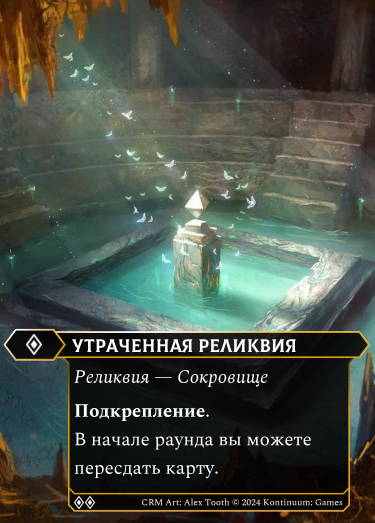 УТРАЧЕННАЯ РЕЛИКВИЯ
Реликвия — Сокровище
Подкрепление.
В начале раунда вы можете
пересдать карту.
CRM Art: Alex Tooth © 2024 Kontinuum: Games